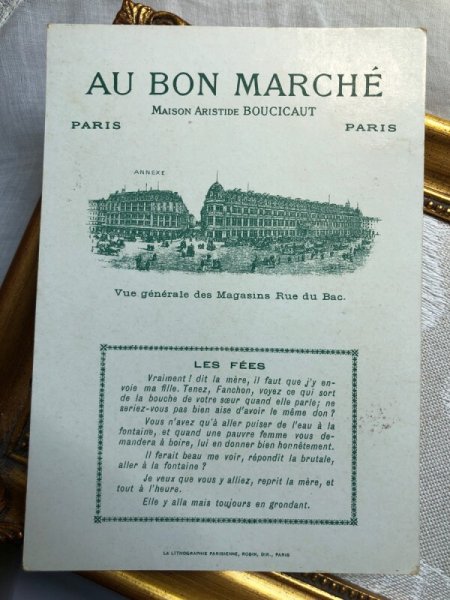 AU BON MARCHÉ
MAISON ARISTIDE BOUCICAUT
PARIS PARIS
ANNEXE
Vue générale des Magasins Rue du Bac.
LES FÉES
Vraiment! dit la mère, il faut que j'y en-
voie ma fille. Tenez, Fanchon, voyez ce qui sort
de la bouche de votre sœur quand elle parle; ne
seriez-vous pas bien aise d'avoir le même don?
Vous n'avez qu'à aller puiser de l'eau à la
fontaine, et quand une pauvre femme vous de-
mandera à boire, lui en donner bien honnêtement.
Il ferait beau me voir, répondit la brutale,
aller à la fontaine?
Je veux que vous y alliez, reprit la mère, et
tout à l'heure.
Elle y alla mais toujours en grondant.
LA LITHOGRAPHIE PARISIENNE, ROBIN, DIR., PARIS